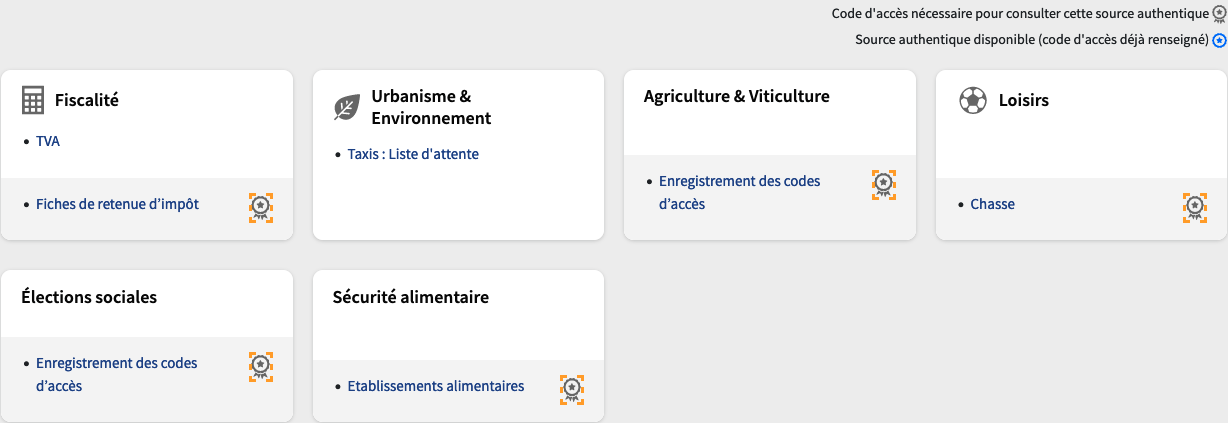 Code d'accès nécessaire pour consulter cette source authentique
Source authentique disponible (code d'accès déjà renseigné)
Fiscalité
• TVA
• Fiches de retenue d’impôt
Urbanisme &
Environnement
• Taxis : Liste d'attente
Agriculture & Viticulture
• Enregistrement des codes
d’accès
Loisirs
• Chasse
Élections sociales
• Enregistrement des codes
d’accès
Sécurité alimentaire
• Etablissements alimentaires